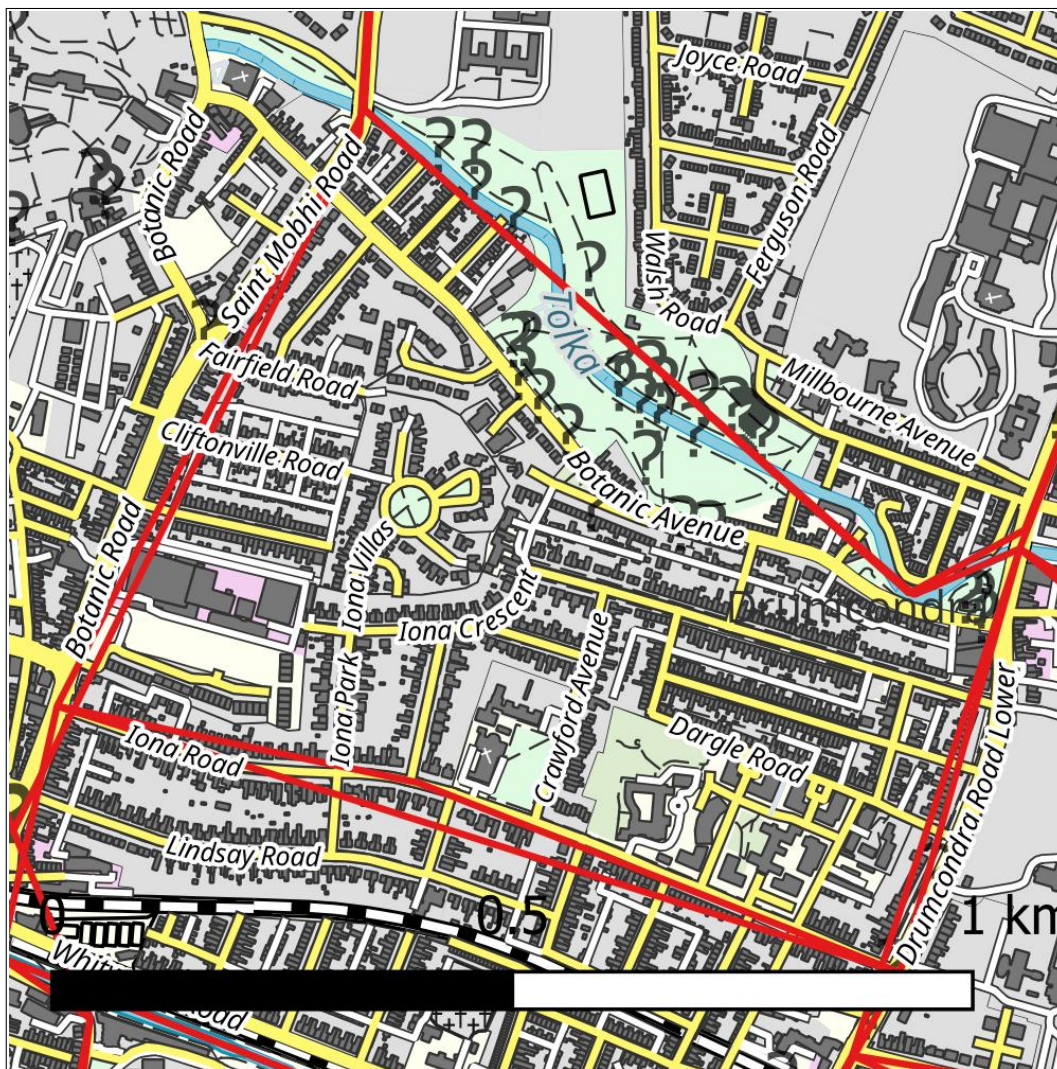 Joyce Road
Botanic Road
Saint Mobhi Road
Ferguson Road
Walsh Road
Tolka
Fairfield Road
Millbourne Avenue
Cliftonville Road
Botanic Avenue
Botanic Road
Iona Villas
Iona Crescent
Drumcondra
Crawford Avenue
Iona Park
Drumcondra Road Lower
Dargle Road
Iona Road
Lindsay Road
0 0.5 1 km